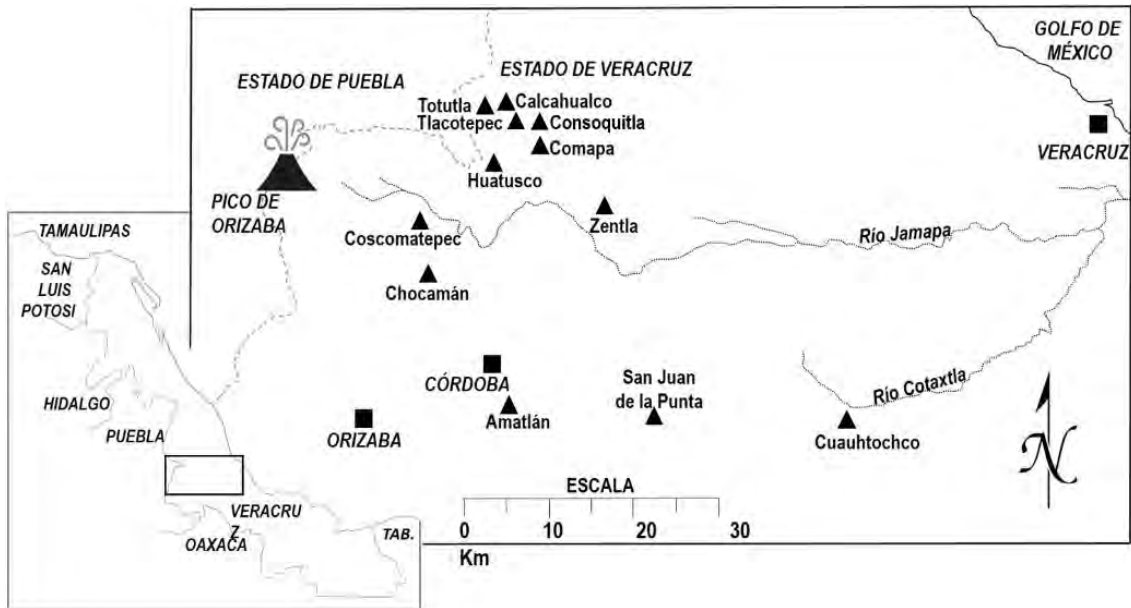 GOLFO DE
MÉXICO
ESTADO DE PUEBLA
ESTADO DE VERACRUZ
Totutla
Calcahualco
Tlacotepec
Consoquitla
Comapa
Huatusco
VERACRUZ
PICO DE
ORIZABA
Zentla
Coscomatepec
Río Jamapa
Chocamán
TAMAULIPAS
SAN
LUIS
POTOSI
HIDALGO
PUEBLA
VERACRU
Z
OAXACA
TAB.
CÓRDOBA
San Juan
de la Punta
Río Cotaxtla
Amatlán
ORIZABA
Cuauhtochco
N
ESCALA
0 10 20 30
Km